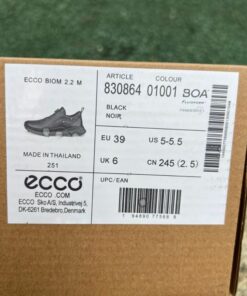 ECCO BIOM 2.2 M
ARTICLE COLOUR
830864 01001 BOA
FLUIDFORM
BLACK
NOIR
EU 39 US 5-5.5
UK 6 CN 245 (2.5)
MADE IN THAILAND
251
ecco
ECCO .COM
ECCO Sko A/S, Industrivej 5,
DK-6261 Bredebro, Denmark
UPC/EAN